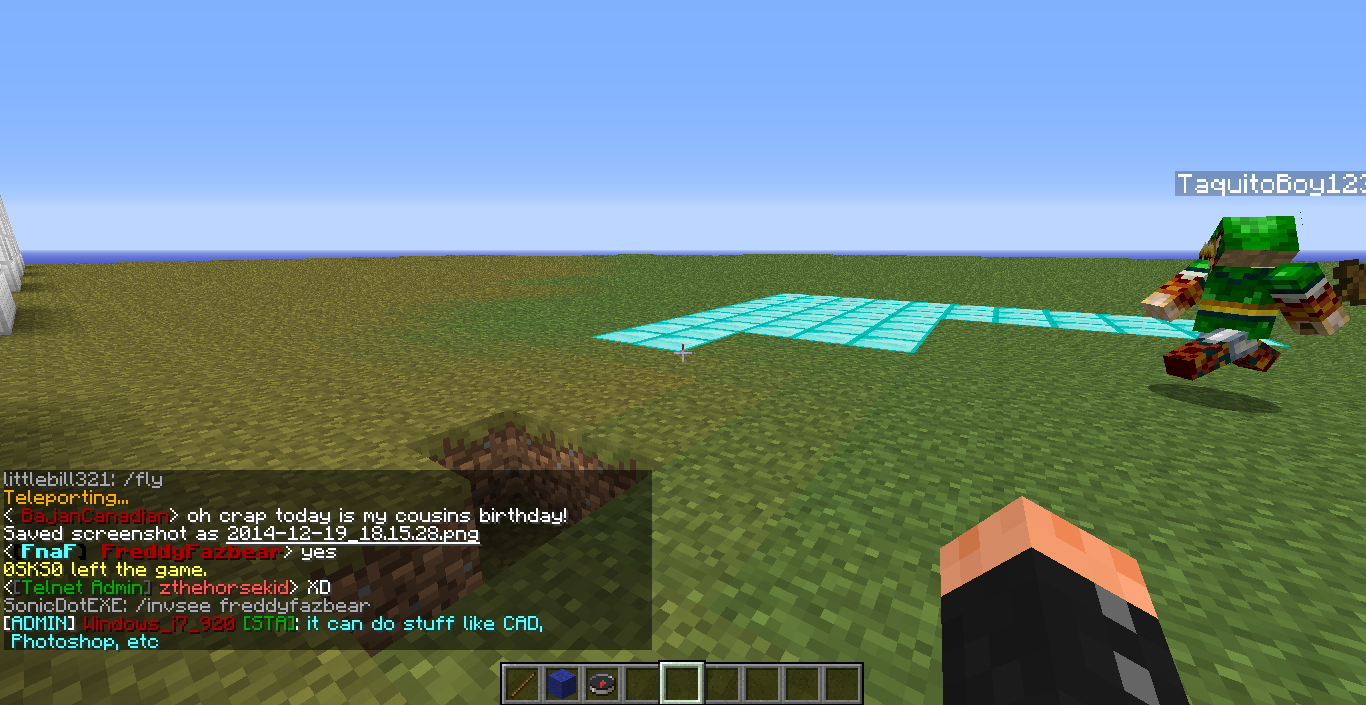 TaquitoBoy123
littlebill321: /fly
Teleporting...
< BajanCanadian> oh crap today is my cousins birthday!
Saved screenshot as 2014-12-19_18.15.28.png
<[FnaF] FreddyFazbear> yes
OSKSO left the game.
<[Telnet Admin] zthehorsekid> XD
SonicDotEXE: /invsee freddyfazbear
[ADMIN] Windows_i7_920 [STA]: it can do stuff like CAD,
Photoshop, etc